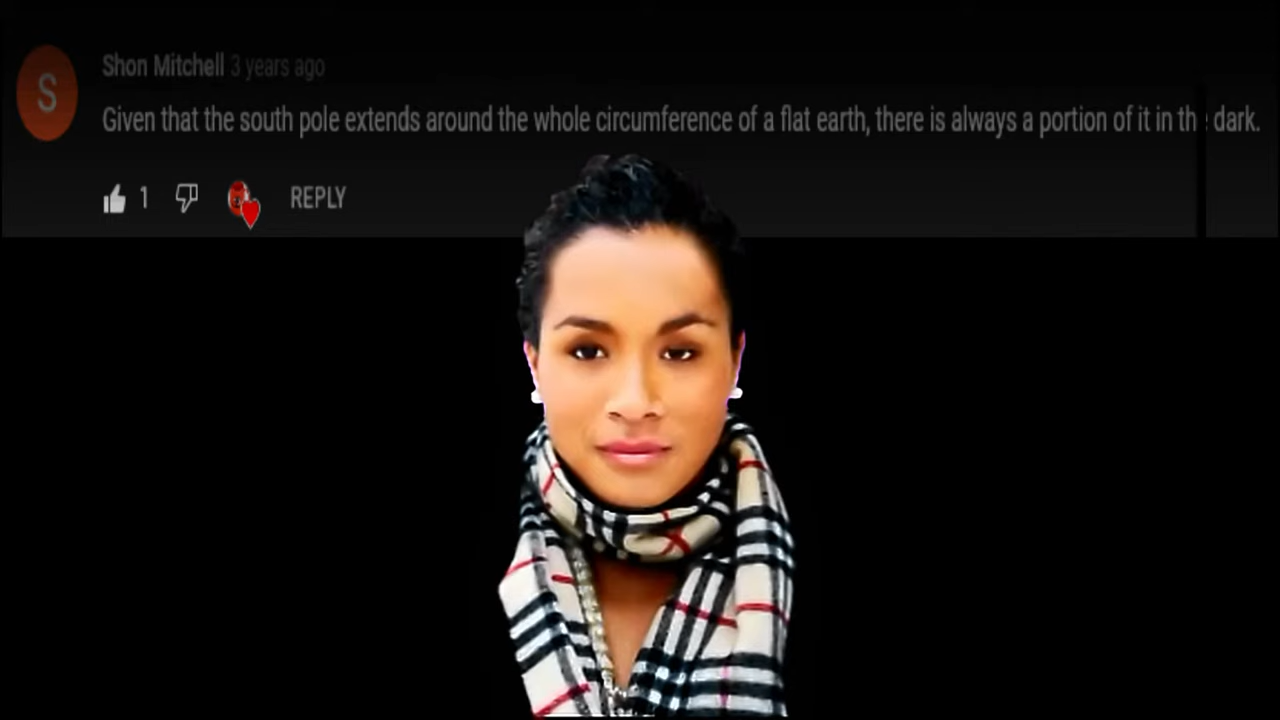 S
Shon Mitchell 3 years ago
Given that the south pole extends around the whole circumference of a flat earth, there is always a portion of it in the dark.
1 REPLY